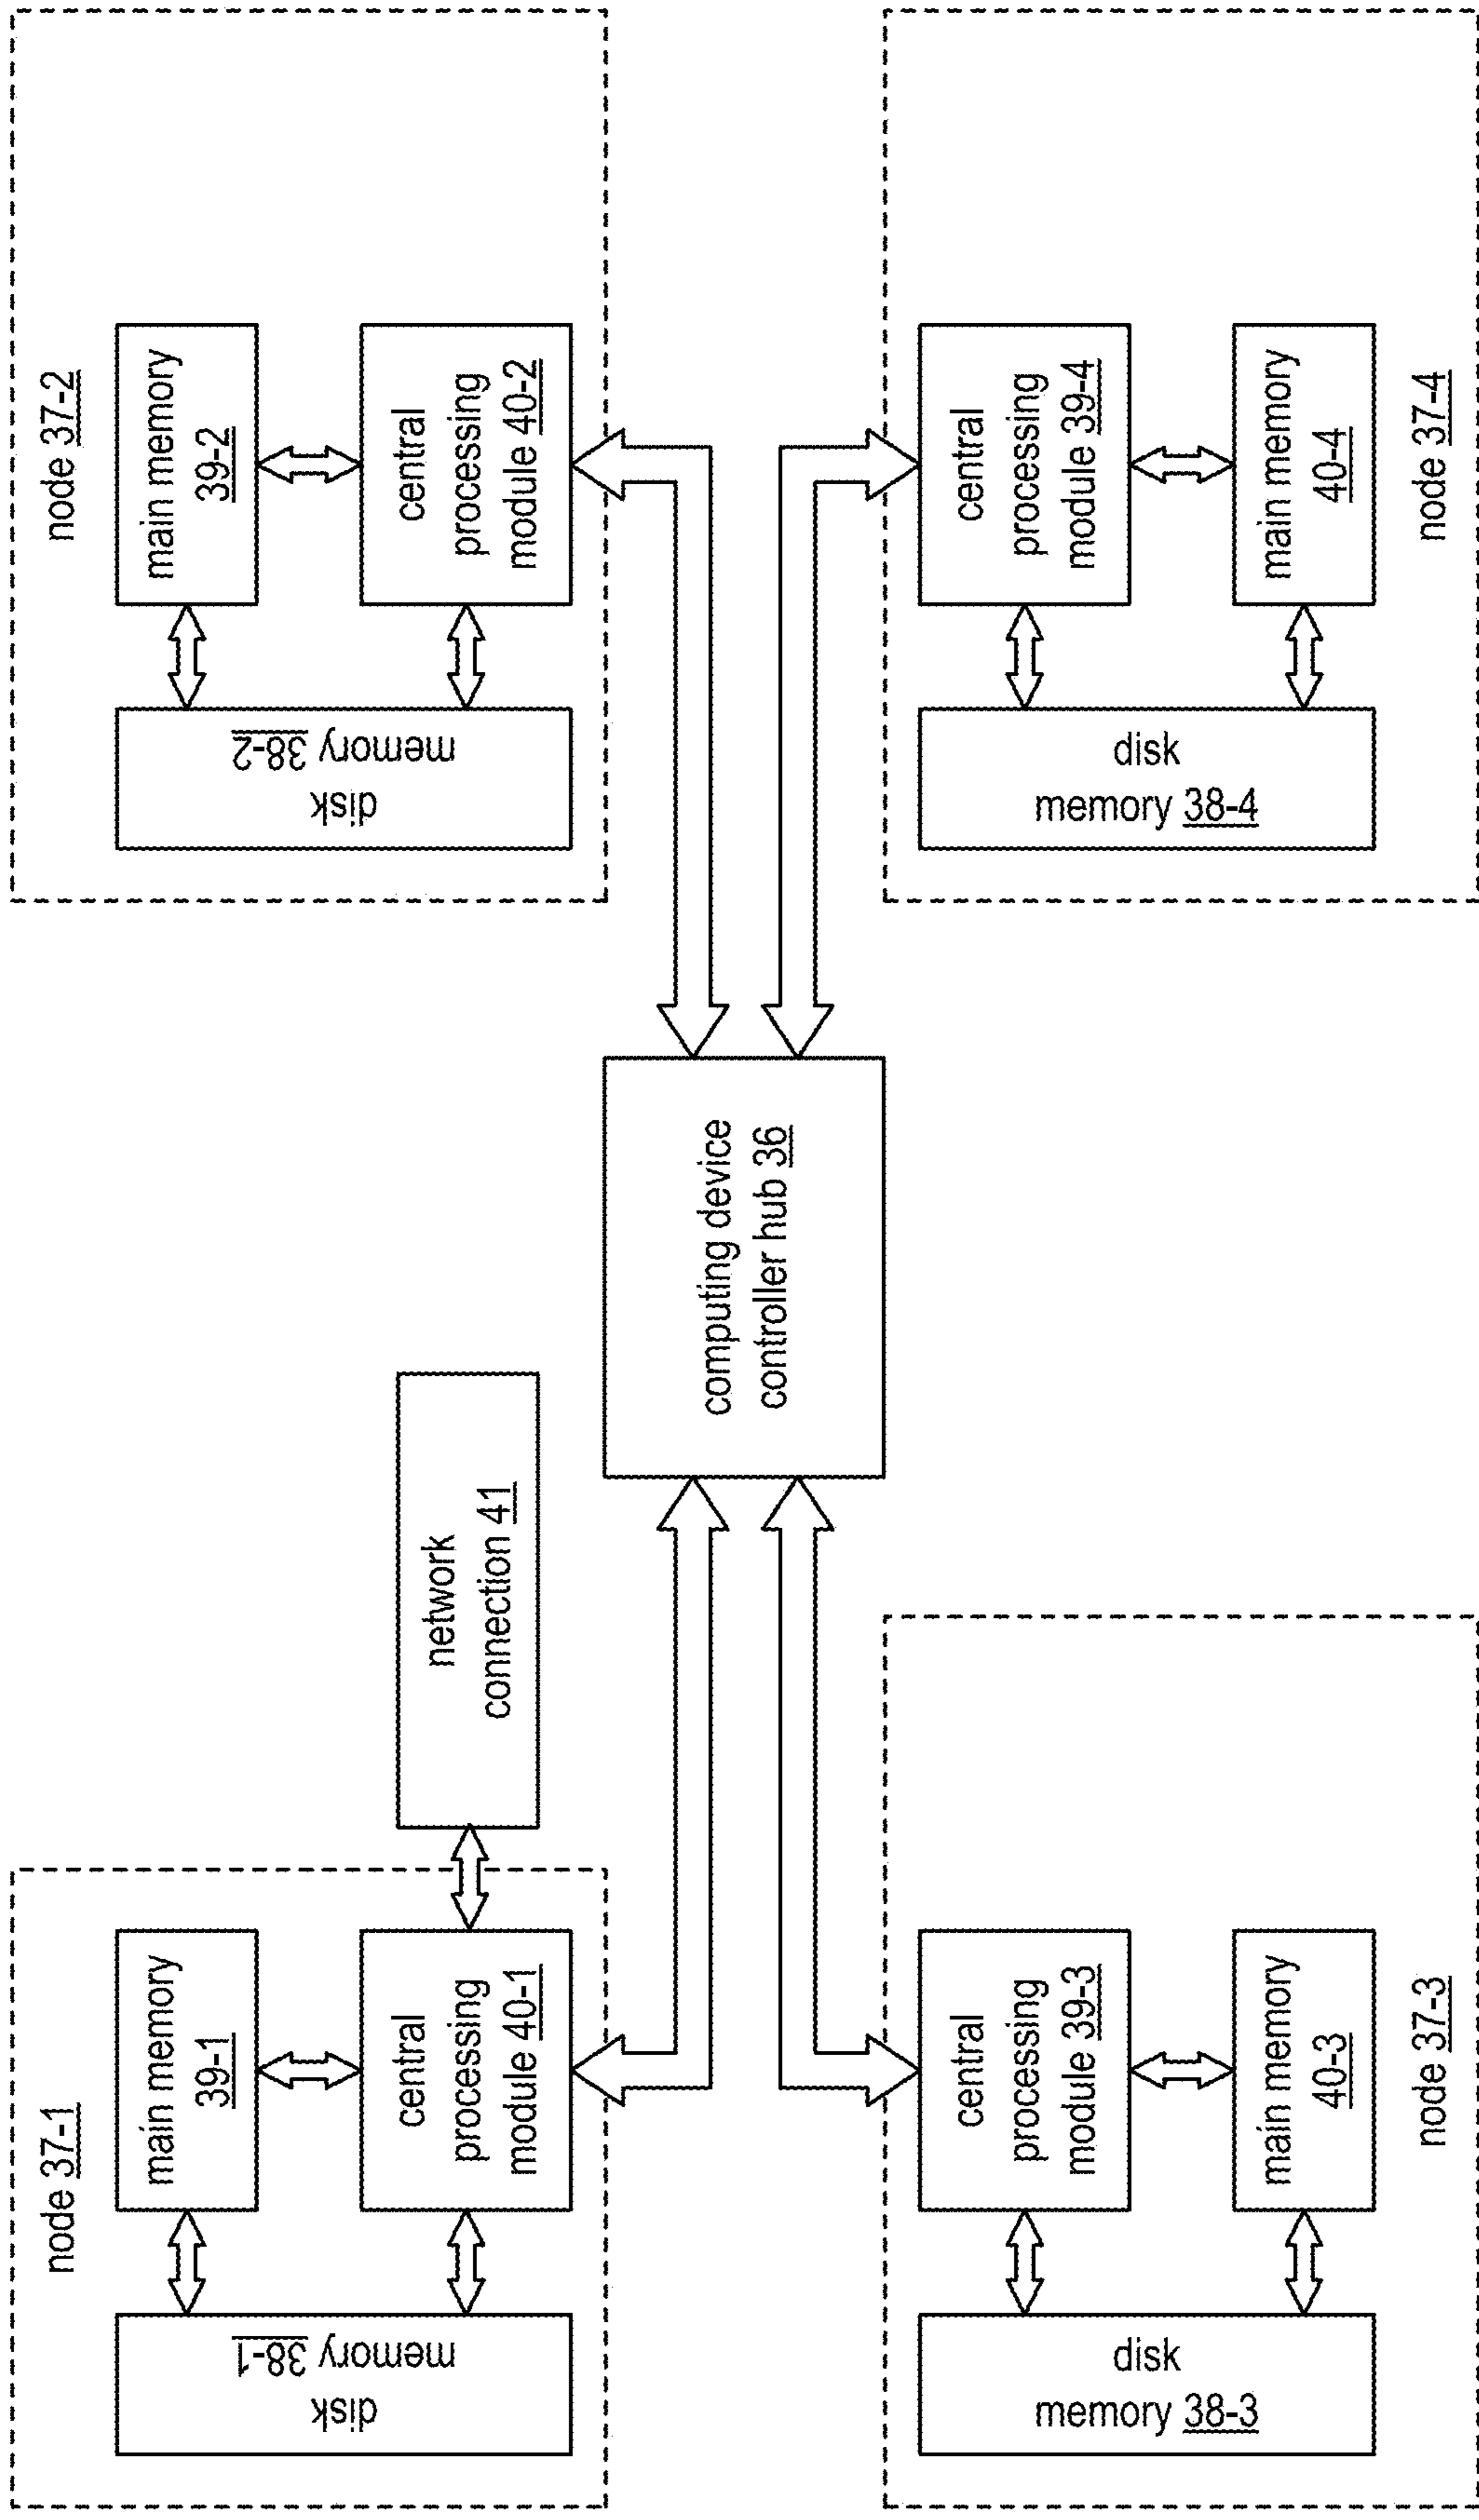 node 37-1
disk
memory 38-1
main memory
39-1
central
processing
module 40-1
network
connection 41
node 37-2
disk
memory 38-2
main memory
39-2
central
processing
module 40-2
computing device
controller hub 36
disk
memory 38-3
central
processing
module 39-3
main memory
40-3
node 37-3
disk
memory 38-4
central
processing
module 39-4
main memory
40-4
node 37-4